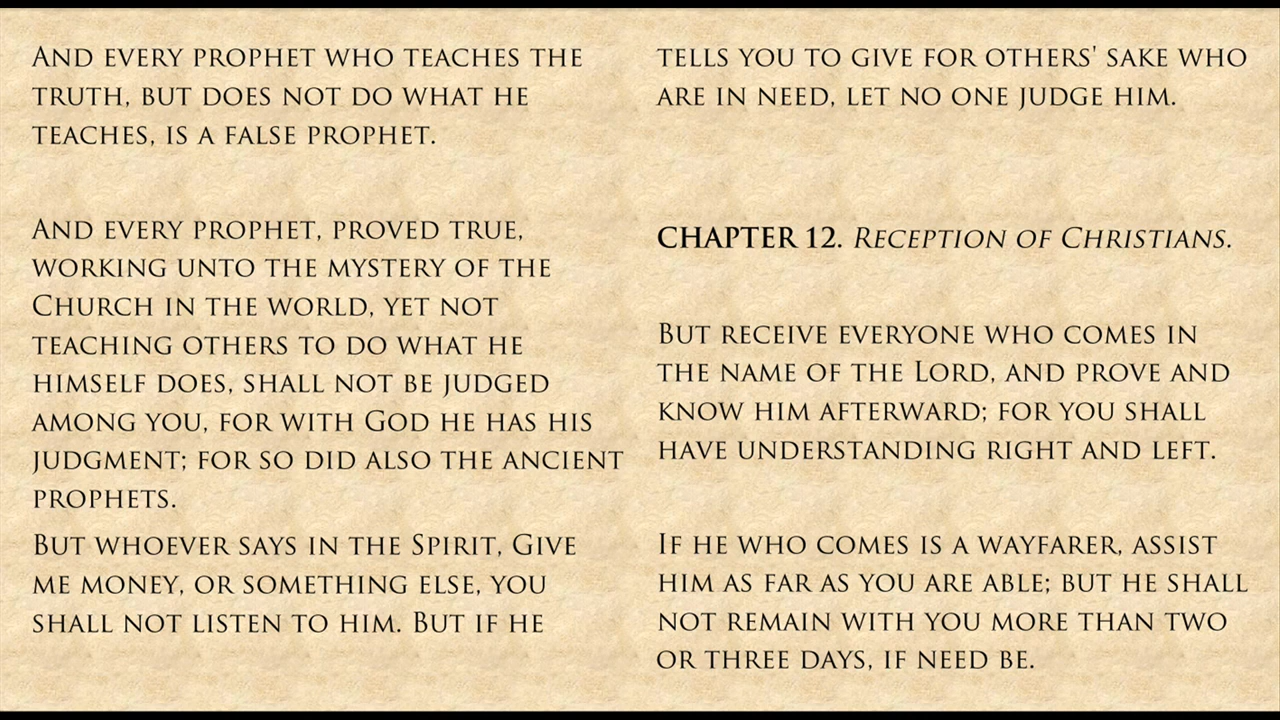 And every prophet who teaches the
truth, but does not do what he
teaches, is a false prophet.
And every prophet, proved true,
working unto the mystery of the
Church in the world, yet not
teaching others to do what he
himself does, shall not be judged
among you, for with God he has his
judgment; for so did also the ancient
prophets.
But whoever says in the Spirit, Give
me money, or something else, you
shall not listen to him. But if he
tells you to give for others' sake who
are in need, let no one judge him.
CHAPTER 12. Reception of Christians.
But receive everyone who comes in
the name of the Lord, and prove and
know him afterward; for you shall
have understanding right and left.
If he who comes is a wayfarer, assist
him as far as you are able; but he shall
not remain with you more than two
or three days, if need be.